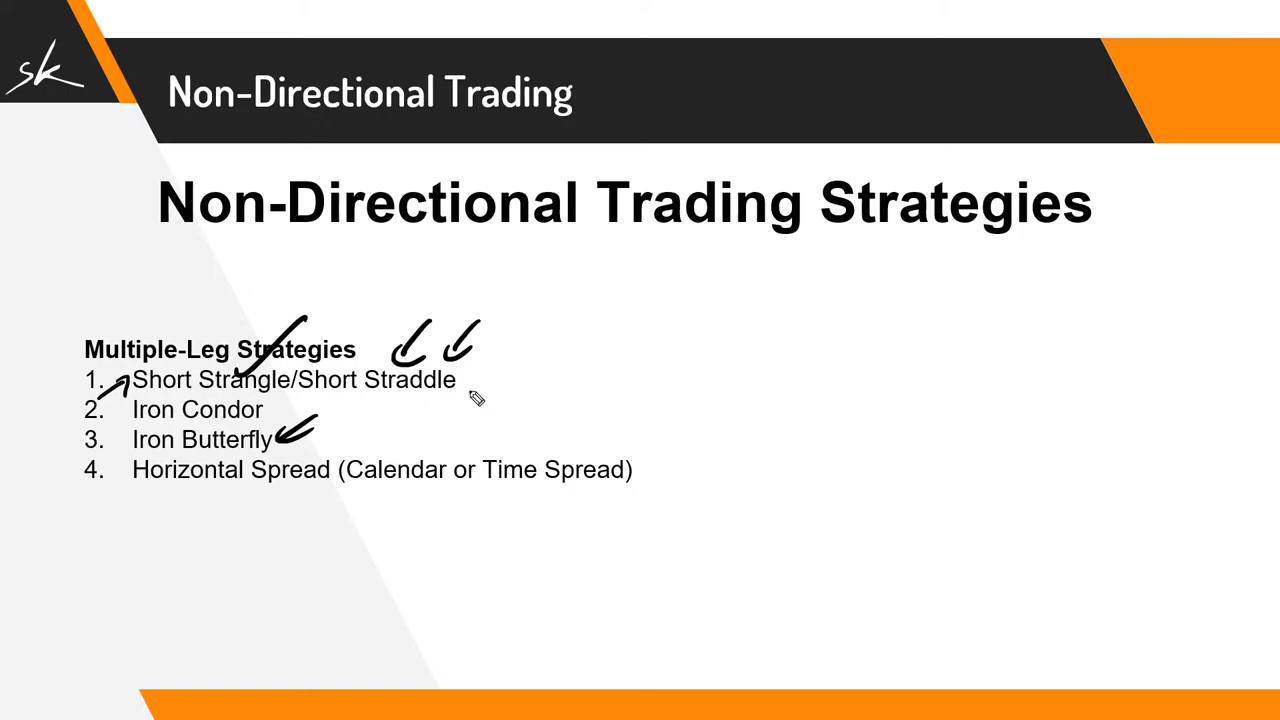 sk
Non-Directional Trading
Non-Directional Trading Strategies
Multiple-Leg Strategies
1. Short Strangle/Short Straddle
2. Iron Condor
3. Iron Butterfly
4. Horizontal Spread (Calendar or Time Spread)